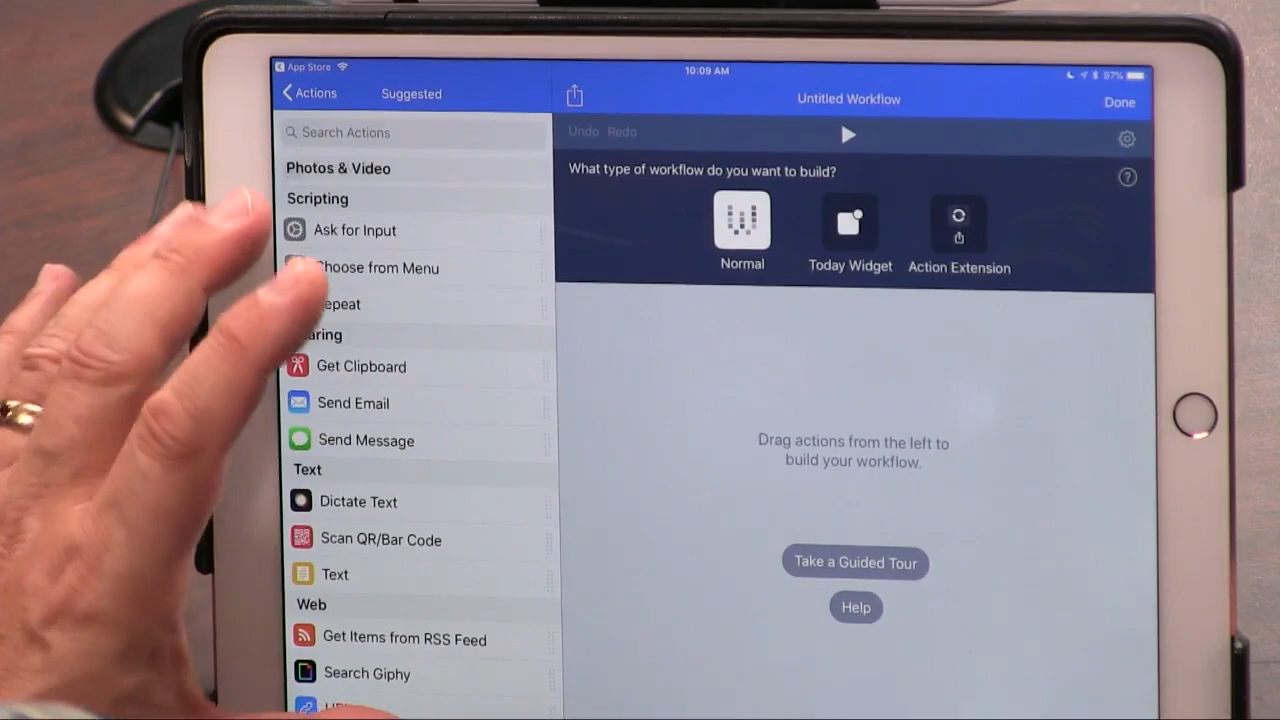 App Store
10:09 AM
97%
Actions
Suggested
Untitled Workflow
Done
Search Actions
Undo Redo
Photos & Video
What type of workflow do you want to build?
?
Scripting
Ask for Input
Choose from Menu
Normal
Today Widget
Action Extension
Get Clipboard
Send Email
Send Message
Drag actions from the left to
build your workflow.
Text
Dictate Text
Scan QR/Bar Code
Text
Take a Guided Tour
Web
Help
Get Items from RSS Feed
Search Giphy